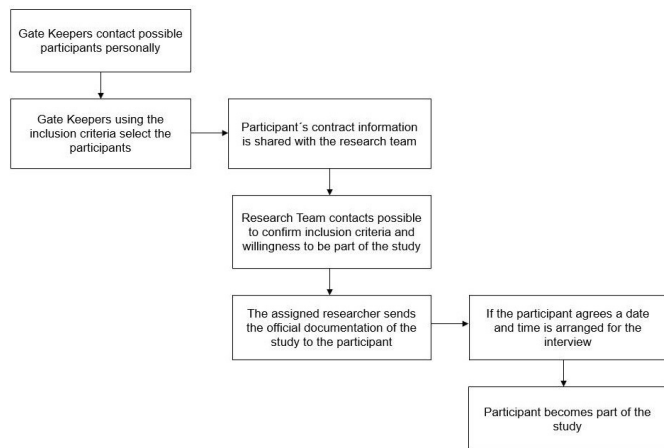 Gate Keepers contact possible
participants personally
Gate Keepers using the
inclusion criteria select the
participants
Participant´s contract information
is shared with the research team
Research Team contacts possible
to confirm inclusion criteria and
willingness to be part of the study
The assigned researcher sends
the official documentation of the
study to the participant
If the participant agrees a date
and time is arranged for the
interview
Participant becomes part of the
study